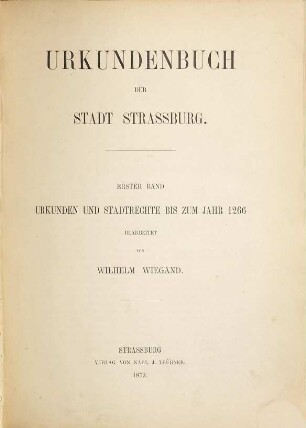 URKUNDENBUCH
DER
STADT STRASSBURG.
ERSTER BAND
URKUNDEN UND STADTRECHTE BIS ZUM JAHR 1266
BEARBEITET
VON
WILHELM WIEGAND.
STRASSBURG
VERLAG VON KARL J. TRÜBNER.
1879.